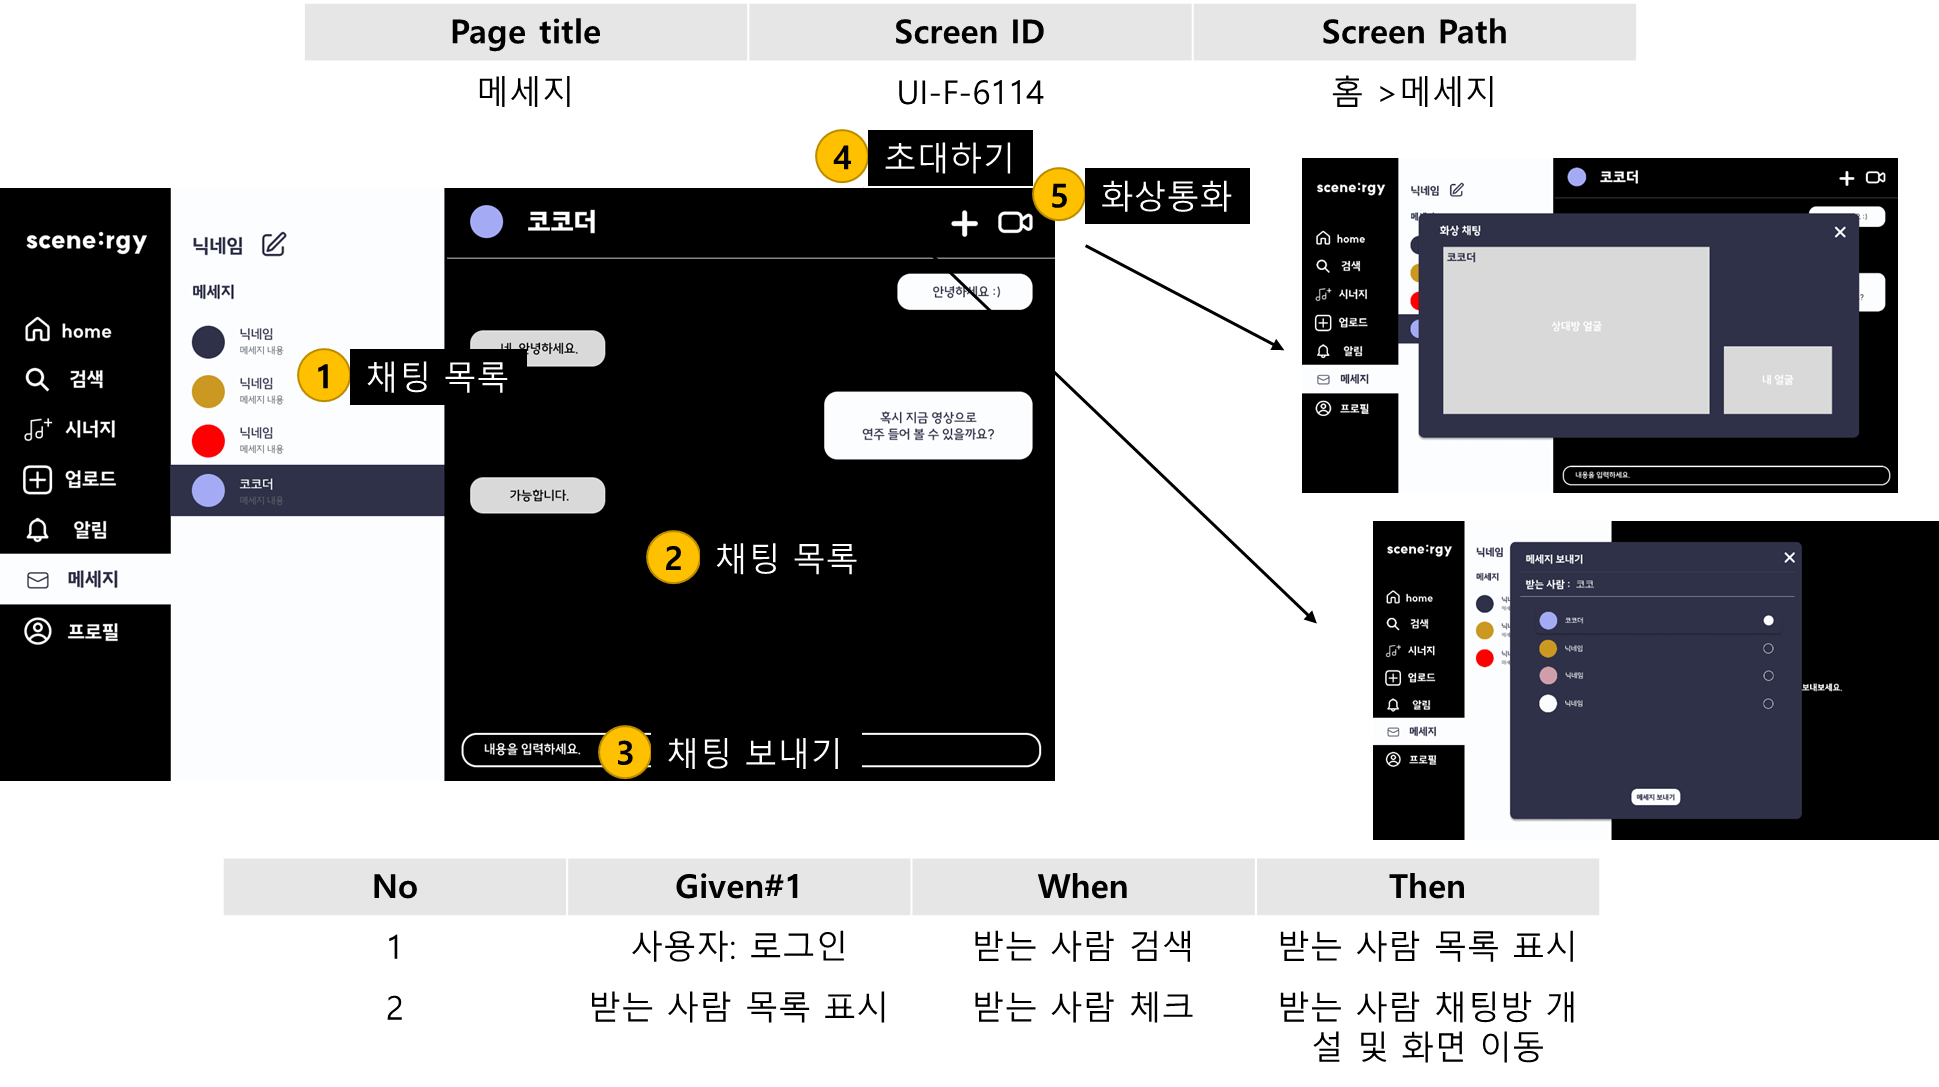 Page title
Screen ID
Screen Path
메세지
UI-F-6114
홈 >메세지
4 초대하기
5 화상통화
scene:rgy
home
검색
시너지
업로드
알림
메세지
프로필
닉네임
메세지
닉네임
메세지 내용
닉네임
메세지 내용
닉네임
메세지 내용
코코더
메세지 내용
1 채팅 목록
코코더
안녕하세요 :)
네, 안녕하세요.
혹시 지금 영상으로
연주 들어 볼 수 있을까요?
가능합니다.
2 채팅 목록
내용을 입력하세요.
3 채팅 보내기
scene:rgy
home
검색
시너지
업로드
알림
메세지
프로필
닉네임
코코더
:)
?
화상 채팅
코코더
상대방 얼굴
내 얼굴
내용을 입력하세요.
scene:rgy
home
검색
시너지
업로드
알림
메세지
프로필
닉네임
메세지
메세지 보내기
받는 사람 : 코코
코코더
닉네임
닉네임
닉네임
보내보세요.
메세지 보내기
No
Given#1
When
Then
1
사용자: 로그인
받는 사람 검색
받는 사람 목록 표시
2
받는 사람 목록 표시
받는 사람 체크
받는 사람 채팅방 개
설 및 화면 이동